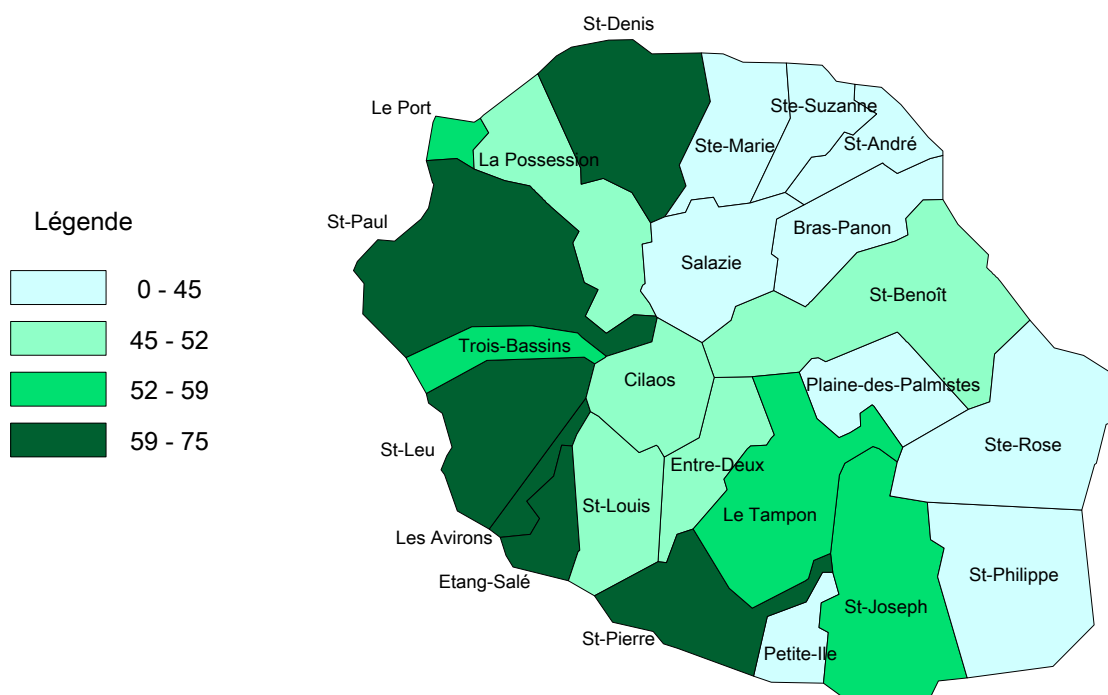 St-Denis
Le Port
Ste-Suzanne
Ste-Marie
St-André
La Possession
St-Paul
Bras-Panon
Salazie
St-Benoît
Trois-Bassins
Cilaos
Plaine-des-Palmistes
St-Leu
Entre-Deux
Ste-Rose
St-Louis
Le Tampon
Les Avirons
Etang-Salé
St-Philippe
St-Joseph
St-Pierre
Petite-Ile
Légende
0 - 45
45 - 52
52 - 59
59 - 75